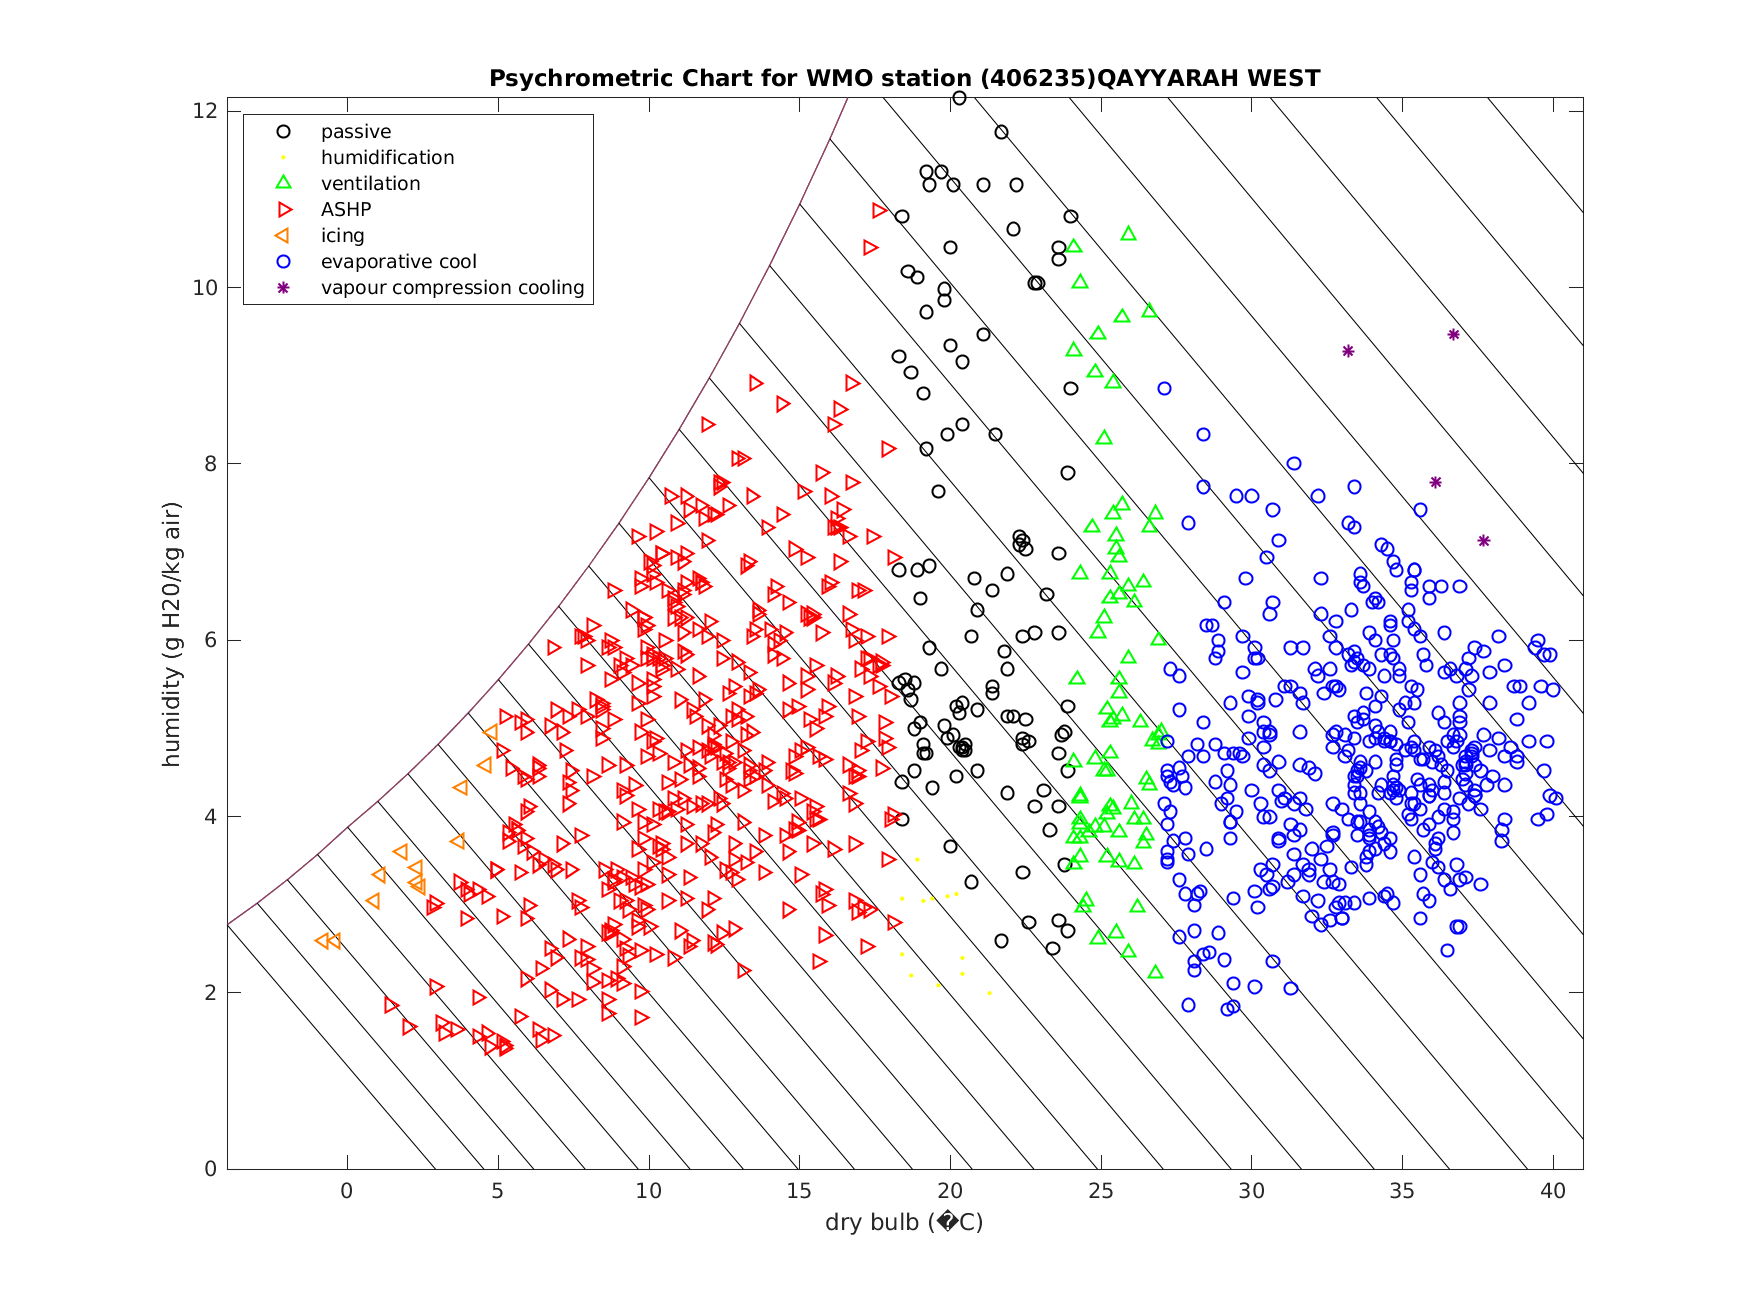 Psychrometric Chart for WMO station (406235)QAYYARAH WEST
passive
humidification
ventilation
ASHP
icing
evaporative cool
vapour compression cooling
humidity (g H20/kg air)
12
10
8
6
4
2
0
0 5 10 15 20 25 30 35 40
dry bulb (�C)